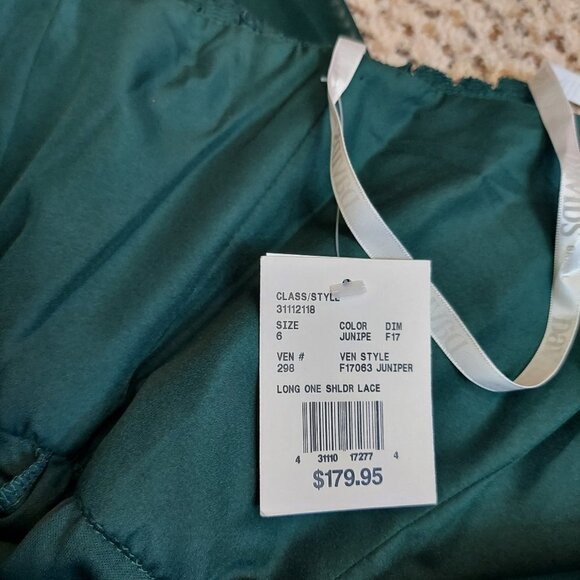 VIDS
CLASS/STYLE
31112118
SIZE COLOR DIM
6 JUNIPE F17
VEN # VEN STYLE
298 F17063 JUNIPER
LONG ONE SHLDR LACE
4 31110 17277 4
$179.95